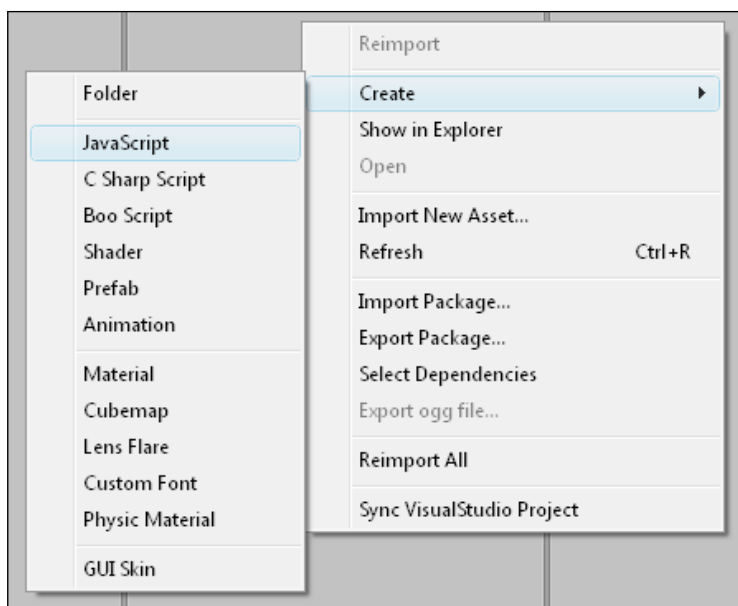 Reimport
Create
Show in Explorer
Open
Import New Asset...
Refresh Ctrl+R
Import Package...
Export Package...
Select Dependencies
Export ogg file...
Reimport All
Sync VisualStudio Project
Folder
JavaScript
C Sharp Script
Boo Script
Shader
Prefab
Animation
Material
Cubemap
Lens Flare
Custom Font
Physic Material
GUI Skin